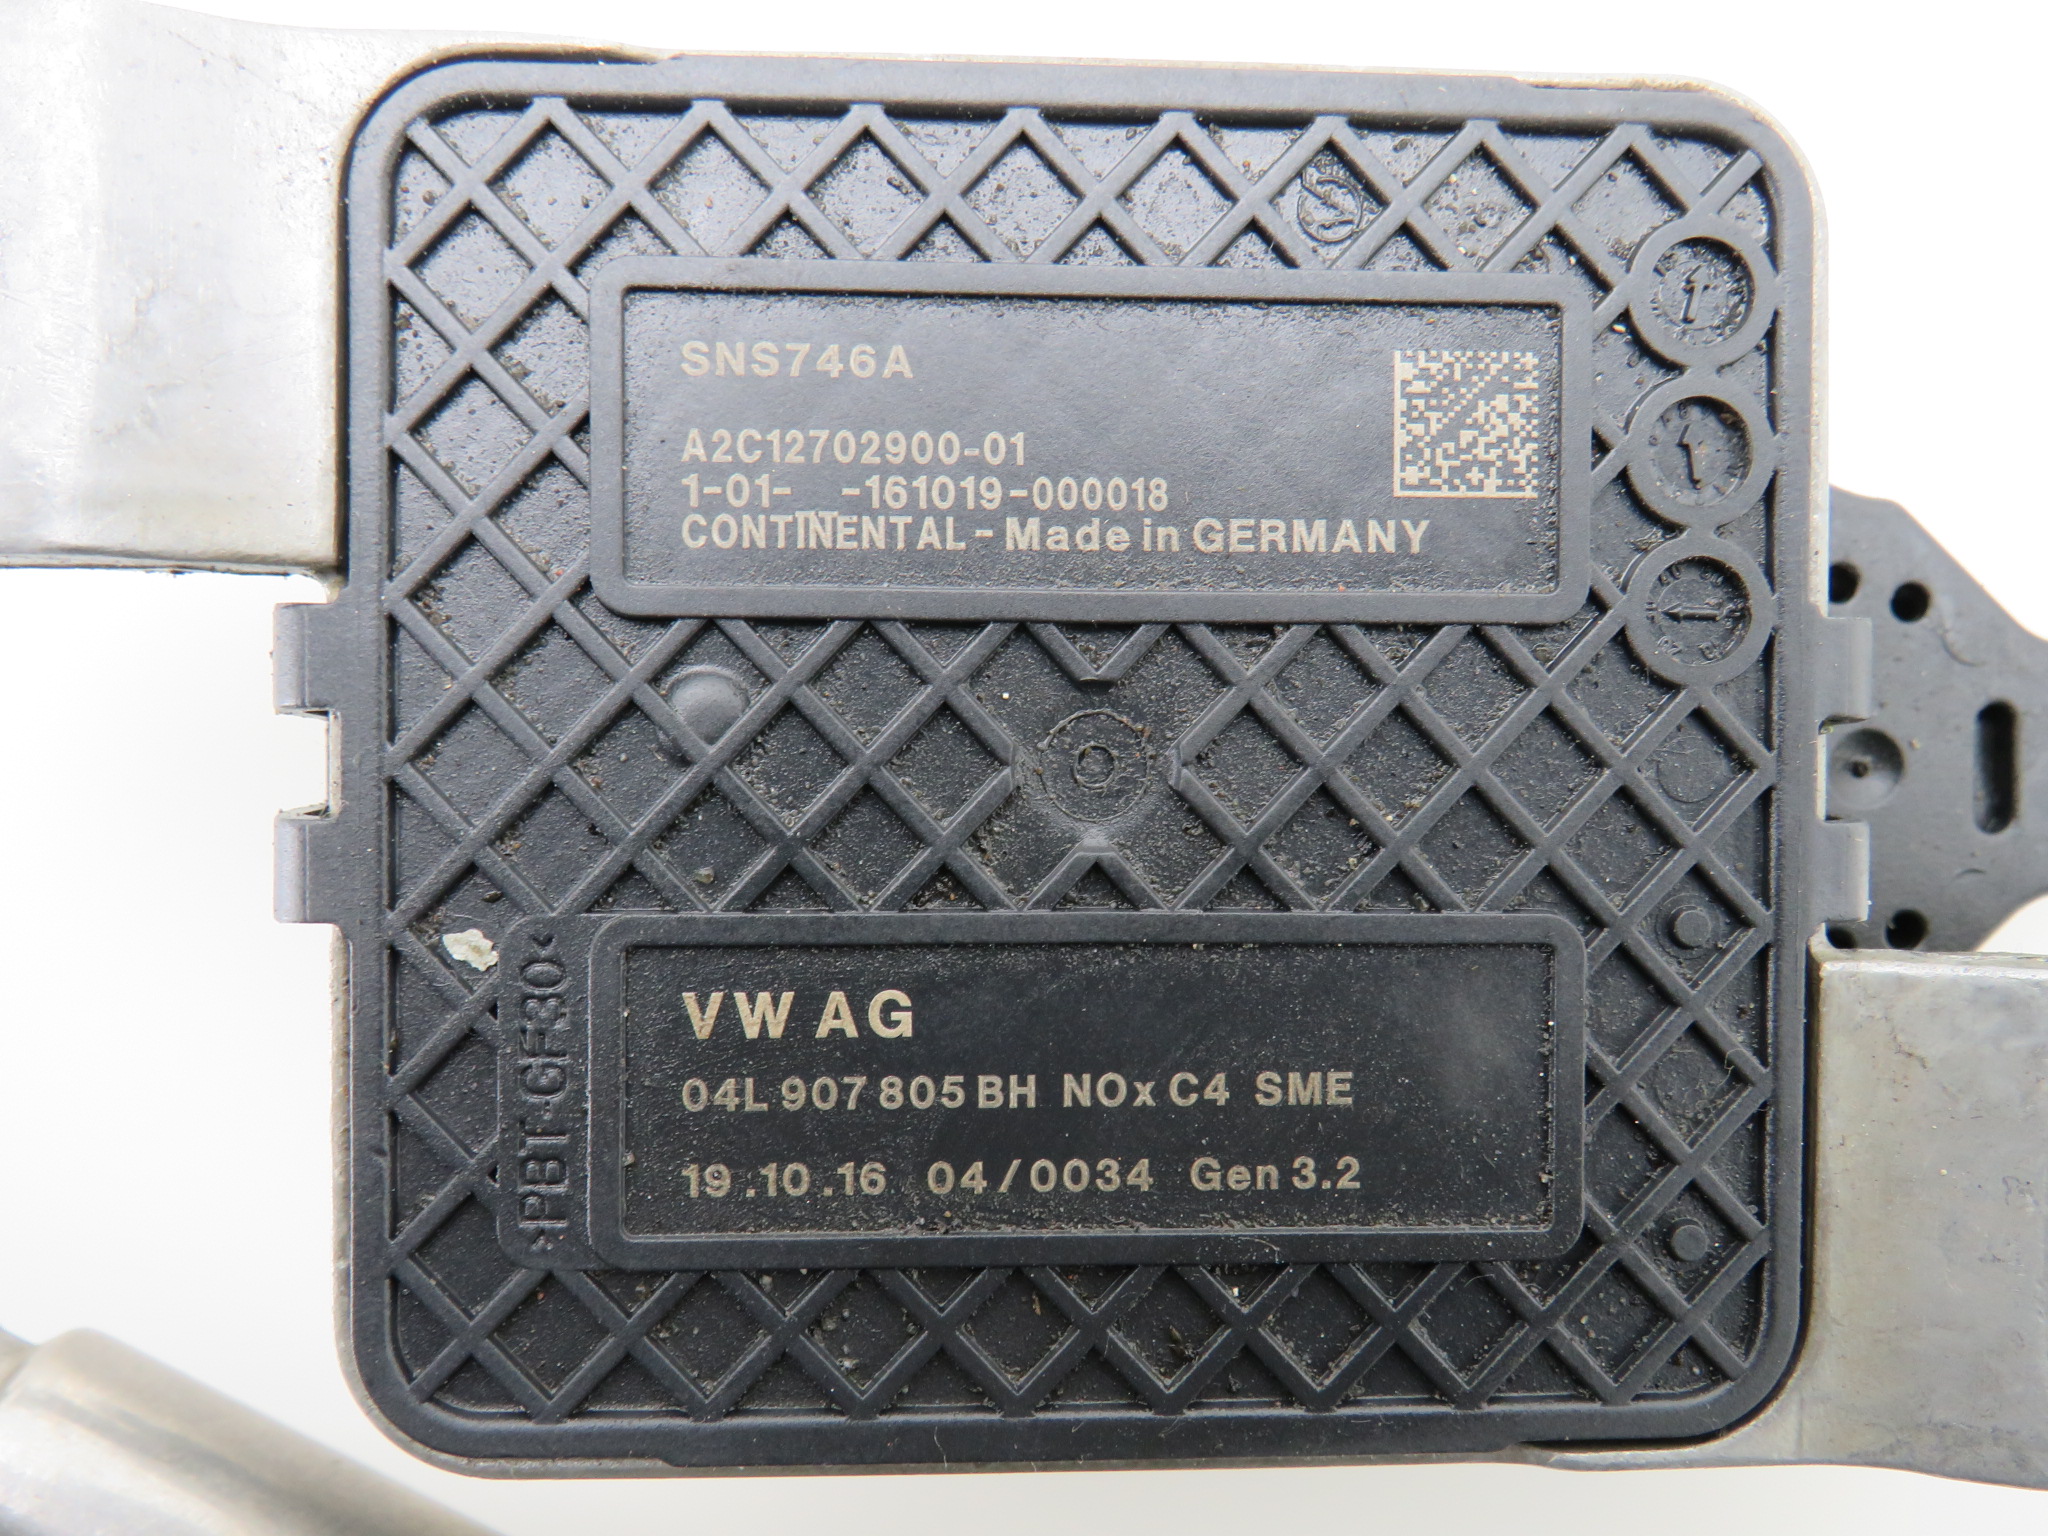 SNS746A
A2C12702900-01
1-01-__-161019-000018
CONTINENTAL - Made in GERMANY
>PBT-GF30<
VW AG
04L 907 805 BH NOx C4 SME
19.10.16 04/0034 Gen 3.2